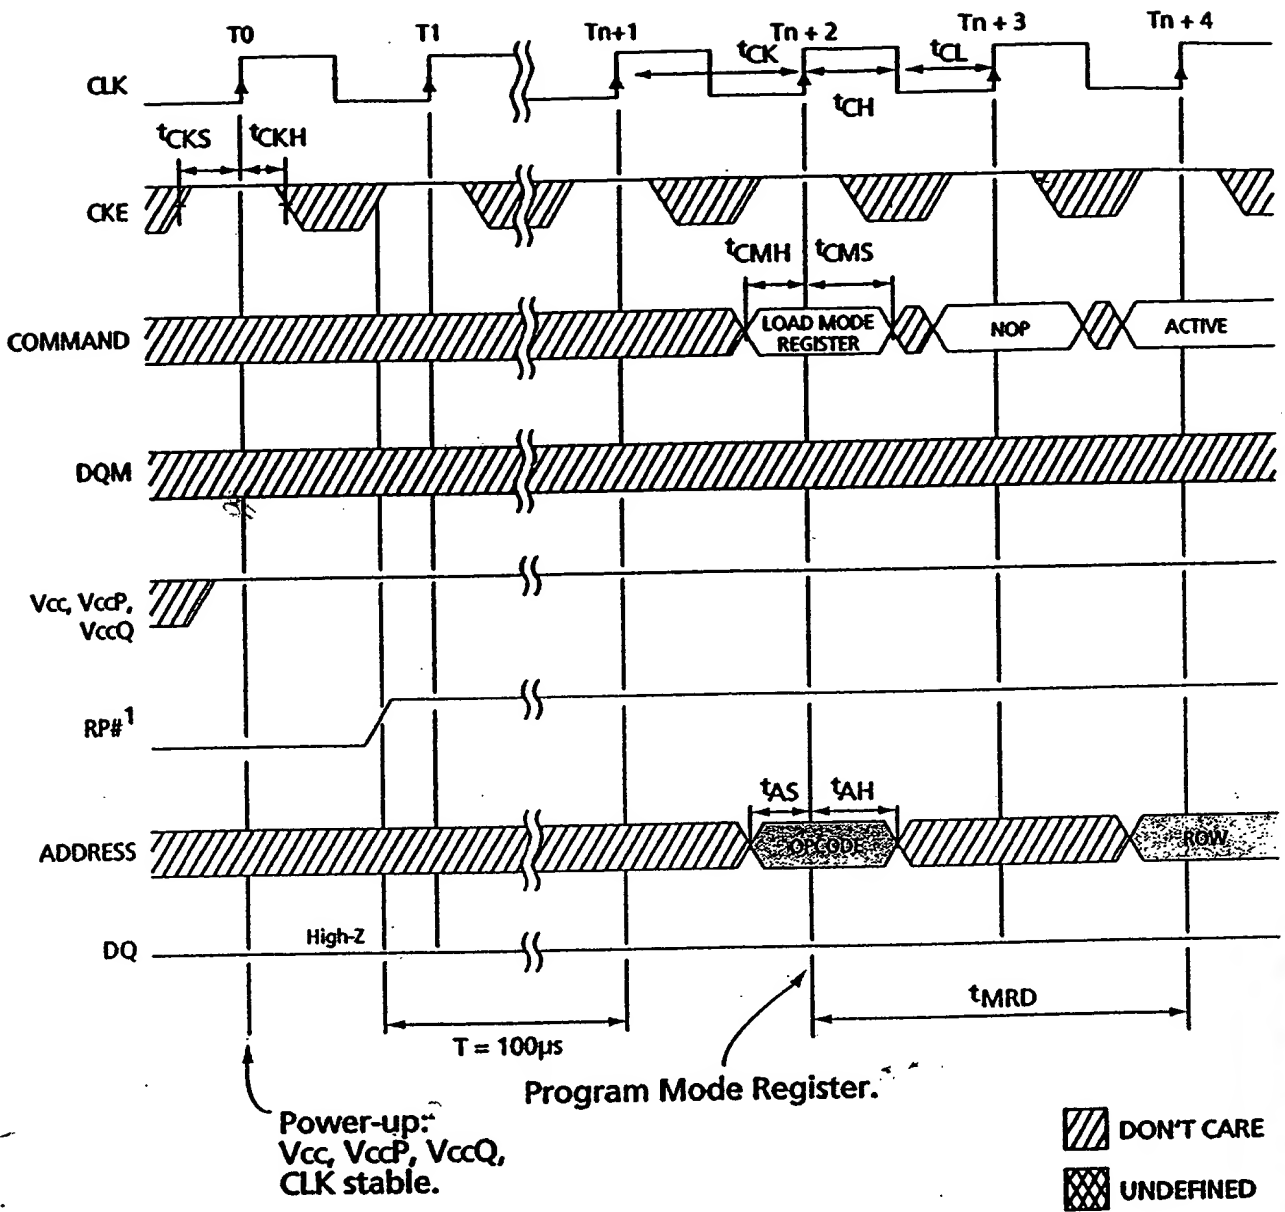 T0 T1 Tn+1 Tn + 2 Tn + 3 Tn + 4
tCK tCL
CLK
tCH
tCKS tCKH
CKE
tCMH tCMS
COMMAND LOAD MODE REGISTER NOP ACTIVE
DQM
Vcc, VccP,
VccQ
RP#1
tAS tAH
ADDRESS OPCODE ROW
High-Z
DQ
tMRD
T = 100µs
Program Mode Register.
Power-up:
Vcc, VccP, VccQ,
CLK stable.
DON'T CARE
UNDEFINED